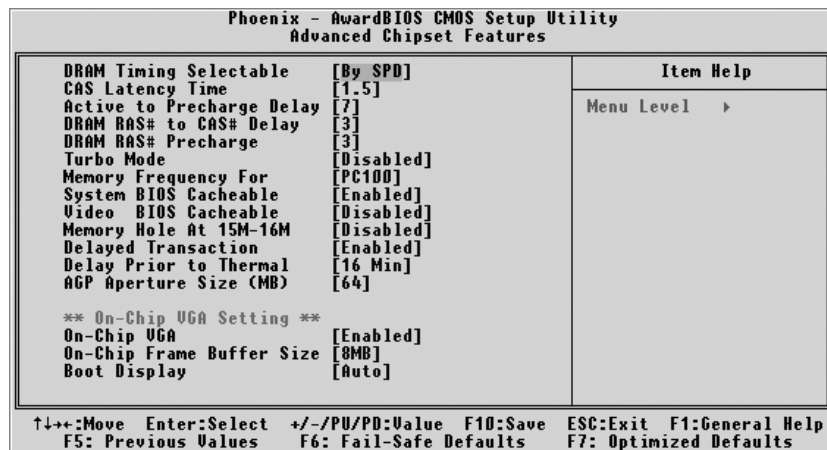 Phoenix - AwardBIOS CMOS Setup Utility
Advanced Chipset Features
DRAM Timing Selectable [By SPD]
CAS Latency Time [1.5]
Active to Precharge Delay [7]
DRAM RAS# to CAS# Delay [3]
DRAM RAS# Precharge [3]
Turbo Mode [Disabled]
Memory Frequency For [PC100]
System BIOS Cacheable [Enabled]
Video BIOS Cacheable [Disabled]
Memory Hole At 15M-16M [Disabled]
Delayed Transaction [Enabled]
Delay Prior to Thermal [16 Min]
AGP Aperture Size (MB) [64]
** On-Chip VGA Setting **
On-Chip VGA [Enabled]
On-Chip Frame Buffer Size [8MB]
Boot Display [Auto]
Item Help
Menu Level ▸
↑↓→←:Move Enter:Select +/-/PU/PD:Value F10:Save ESC:Exit F1:General Help
F5: Previous Values F6: Fail-Safe Defaults F7: Optimized Defaults